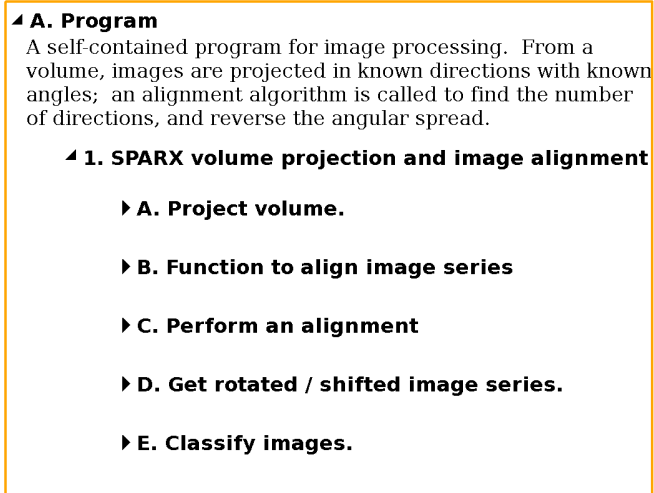 A. Program
A self-contained program for image processing.  From a
volume, images are projected in known directions with known
angles;  an alignment algorithm is called to find the number
of directions, and reverse the angular spread.
1. SPARX volume projection and image alignment
A. Project volume.
B. Function to align image series
C. Perform an alignment
D. Get rotated / shifted image series.
E. Classify images.